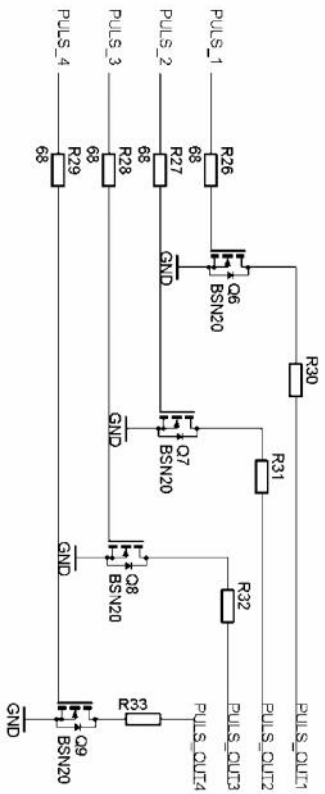 PULS_1
PULS_2
PULS_3
PULS_4
R26
68
R27
68
R28
68
R29
68
Q6
BSN20
GND
Q7
BSN20
GND
Q8
BSN20
GND
Q9
BSN20
GND
R30
R31
R32
R33
PULS_OUT1
PULS_OUT2
PULS_OUT3
PULS_OUT4